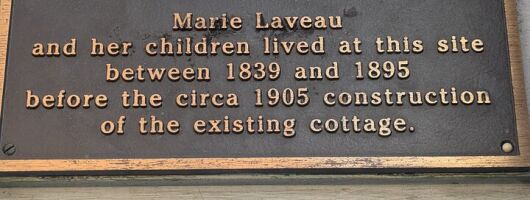 Marie Laveau
and her children lived at this site
between 1839 and 1895
before the circa 1905 construction
of the existing cottage.